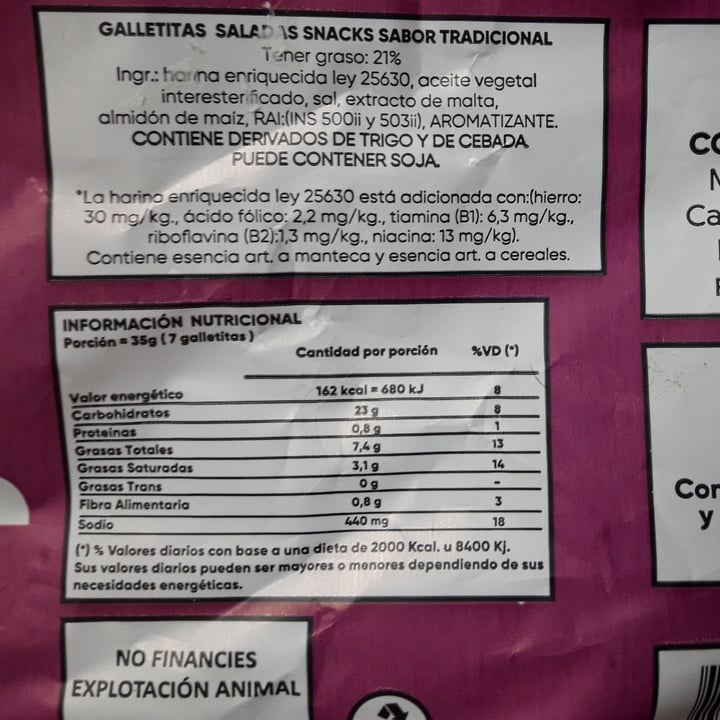 GALLETITAS SALADAS SNACKS SABOR TRADICIONAL
Tener graso: 21%
Ingr.: harina enriquecida ley 25630, aceite vegetal
interesterificado, sal, extracto de malta,
almidón de maíz, RAI:(INS 500ii y 503ii), AROMATIZANTE.
CONTIENE DERIVADOS DE TRIGO Y DE CEBADA
PUEDE CONTENER SOJA.
*La harina enriquecida ley 25630 está adicionada con:(hierro:
30 mg/kg., ácido fólico: 2,2 mg/kg., tiamina (B1): 6,3 mg/kg.,
riboflavina (B2):1,3 mg/kg., niacina: 13 mg/kg).
Contiene esencia art. a manteca y esencia art. a cereales.
INFORMACIÓN NUTRICIONAL
Porción = 35g (7 galletitas)
Cantidad por porción %VD (*)
Valor energético 162 kcal = 680 kJ 8
Carbohidratos 23 g 8
Proteínas 0,8 g 1
Grasas Totales 7,4 g 13
Grasas Saturadas 3,1 g 14
Grasas Trans 0 g -
Fibra Alimentaria 0,8 g 3
Sodio 440 mg 18
(*) % Valores diarios con base a una dieta de 2000 Kcal. u 8400 Kj.
Sus valores diarios pueden ser mayores o menores dependiendo de sus
necesidades energéticas.
NO FINANCIES
EXPLOTACIÓN ANIMAL
y